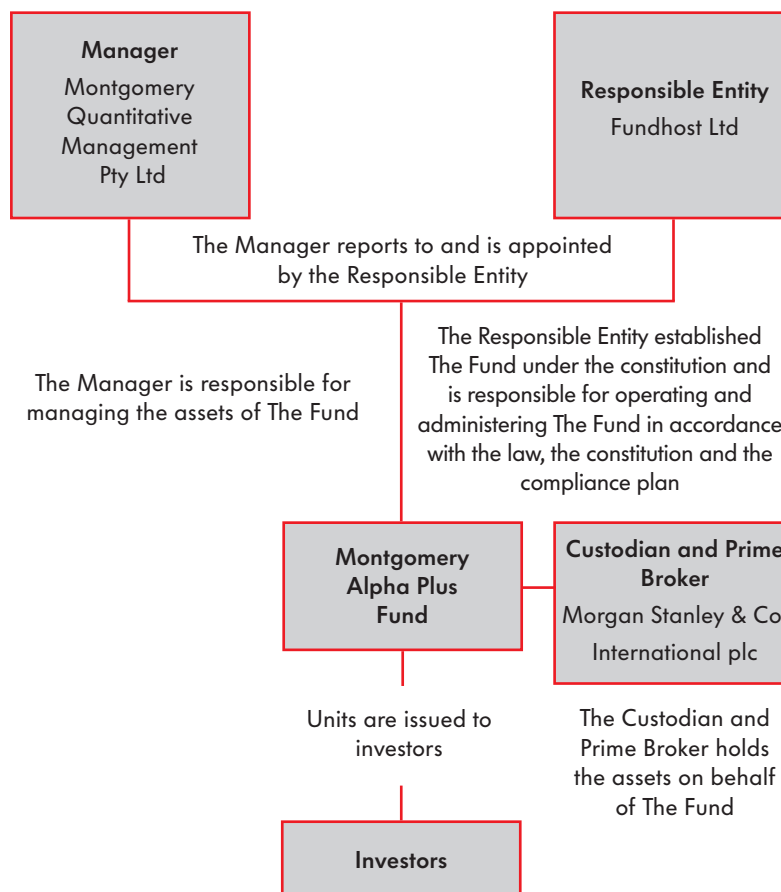 Manager
Montgomery
Quantitative
Management
Pty Ltd
Responsible Entity
Fundhost Ltd
The Manager reports to and is appointed
by the Responsible Entity
The Manager is responsible for
managing the assets of The Fund
The Responsible Entity established
The Fund under the constitution and
is responsible for operating and
administering The Fund in accordance
with the law, the constitution and the
compliance plan
Montgomery
Alpha Plus
Fund
Custodian and Prime
Broker
Morgan Stanley & Co
International plc
Units are issued to
investors
The Custodian and
Prime Broker holds
the assets on behalf
of The Fund
Investors